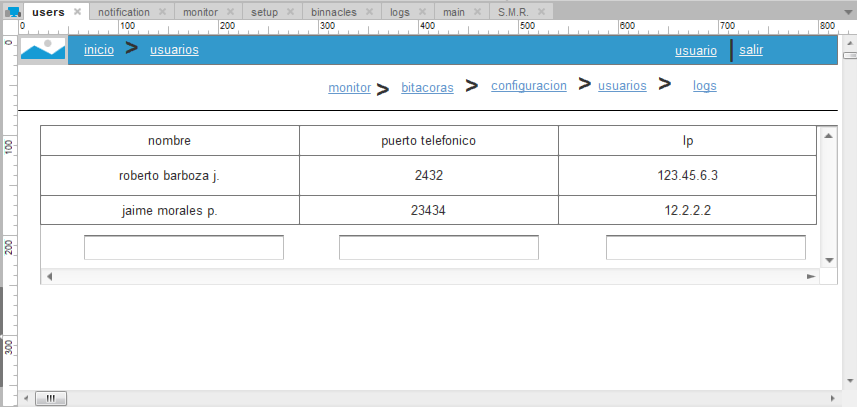 users notification monitor setup binnacles logs main S.M.R.
0 100 200 300 400 500 600 700 800
inicio > usuarios usuario | salir
monitor > bitacoras > configuracion > usuarios > logs
0
100
200
300
nombre puerto telefonico Ip
roberto barboza j. 2432 123.45.6.3
jaime morales p. 23434 12.2.2.2